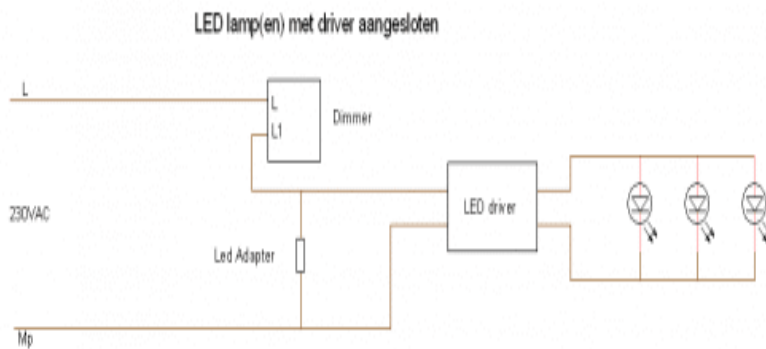 LED lamp(en) met driver aangesloten
L
L
Dimmer
L1
LED driver
230VAC
Led Adapter
Mp